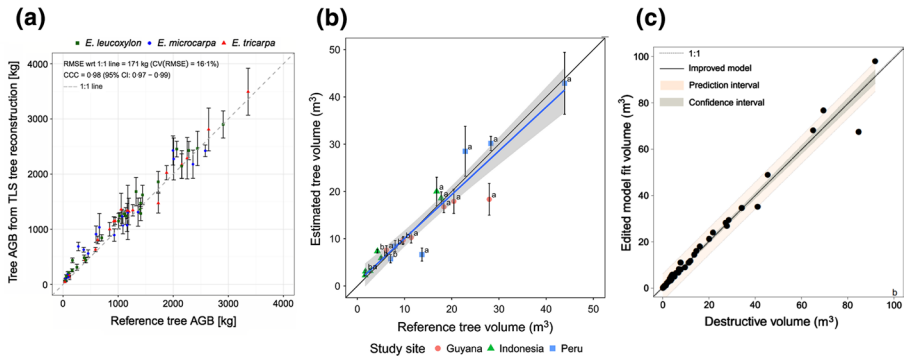 (a)
E. leucoxylon E. microcarpa E. tricarpa
RMSE wrt 1:1 line = 171 kg (CV(RMSE) = 16·1%)
CCC = 0·98 (95% CI: 0·97 − 0·99)
1:1 line
Tree AGB from TLS tree reconstruction [kg]
4000
3000
2000
1000
0
0 1000 2000 3000 4000
Reference tree AGB [kg]
(b)
Estimated tree volume (m³)
50
40
30
20
10
0
a
a
a
a
a
a
a
a
a
a
b
b
b
a
b
a
0 10 20 30 40 50
Reference tree volume (m³)
Study site Guyana Indonesia Peru
(c)
1:1
Improved model
Prediction interval
Confidence interval
Edited model fit volume (m³)
100
80
60
40
20
0
b
0 20 40 60 80 100
Destructive volume (m³)